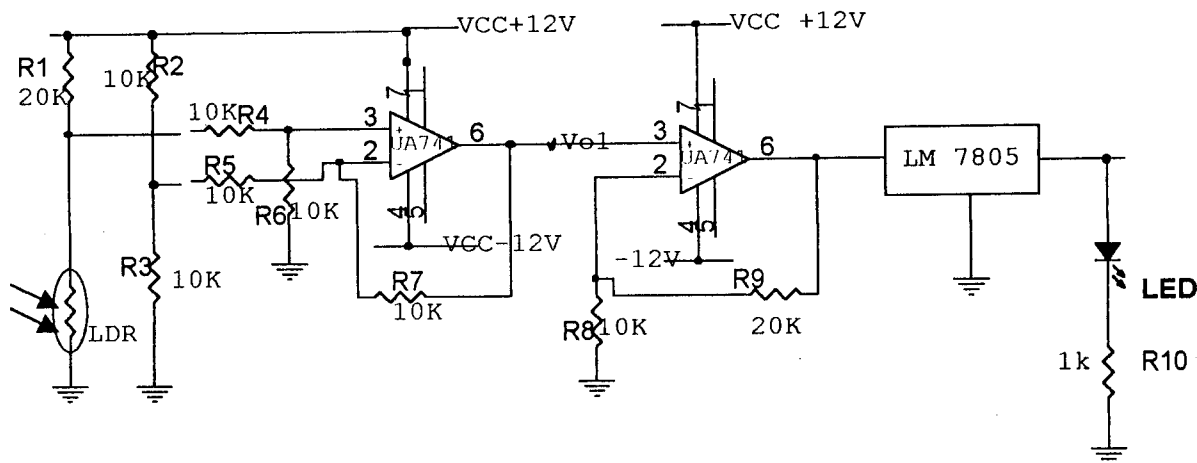 VCC+12V
VCC +12V
R1
20K
10K
R2
10K
R4
3
2
7
UA741
6
4
5
Vo1
3
2
7
UA741
6
4
5
LM 7805
R5
10K
R6
10K
VCC-12V
-12V
R3
10K
R7
10K
R9
20K
R8
10K
LDR
LED
1k
R10